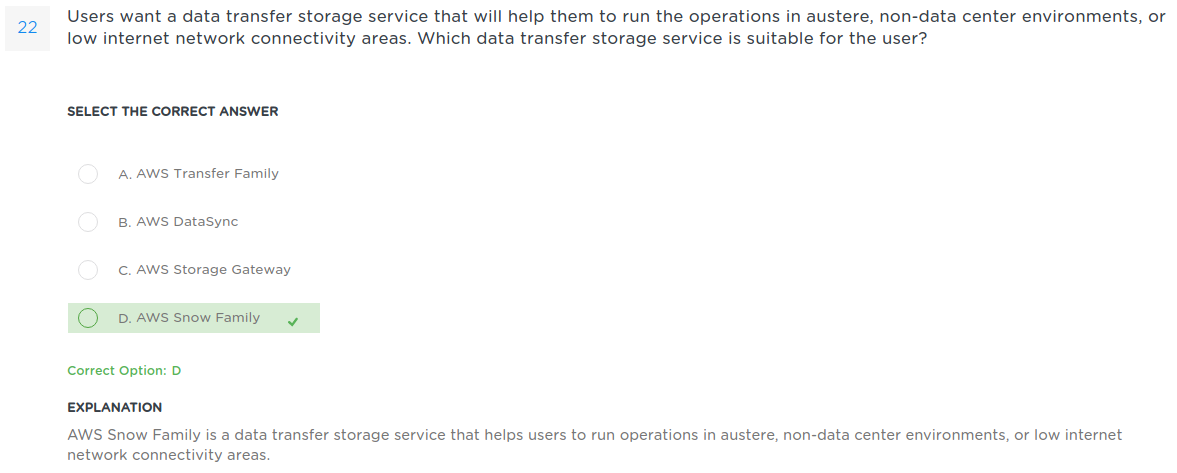 22
Users want a data transfer storage service that will help them to run the operations in austere, non-data center environments, or
low internet network connectivity areas. Which data transfer storage service is suitable for the user?
SELECT THE CORRECT ANSWER
A. AWS Transfer Family
B. AWS DataSync
C. AWS Storage Gateway
D. AWS Snow Family
Correct Option: D
EXPLANATION
AWS Snow Family is a data transfer storage service that helps users to run operations in austere, non-data center environments, or low internet
network connectivity areas.